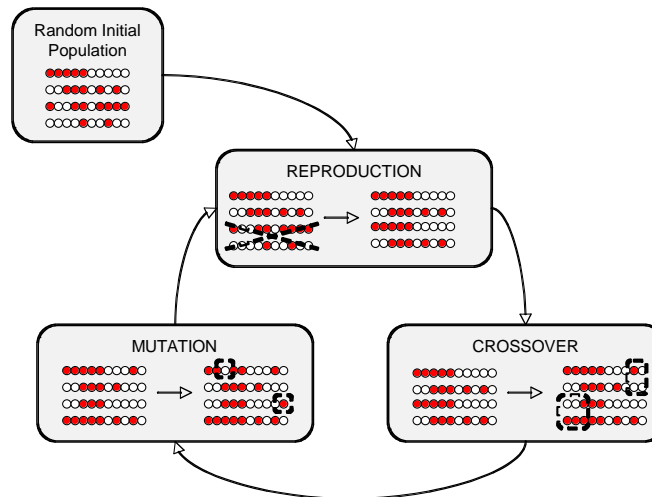 Random Initial
Population
REPRODUCTION
MUTATION
CROSSOVER